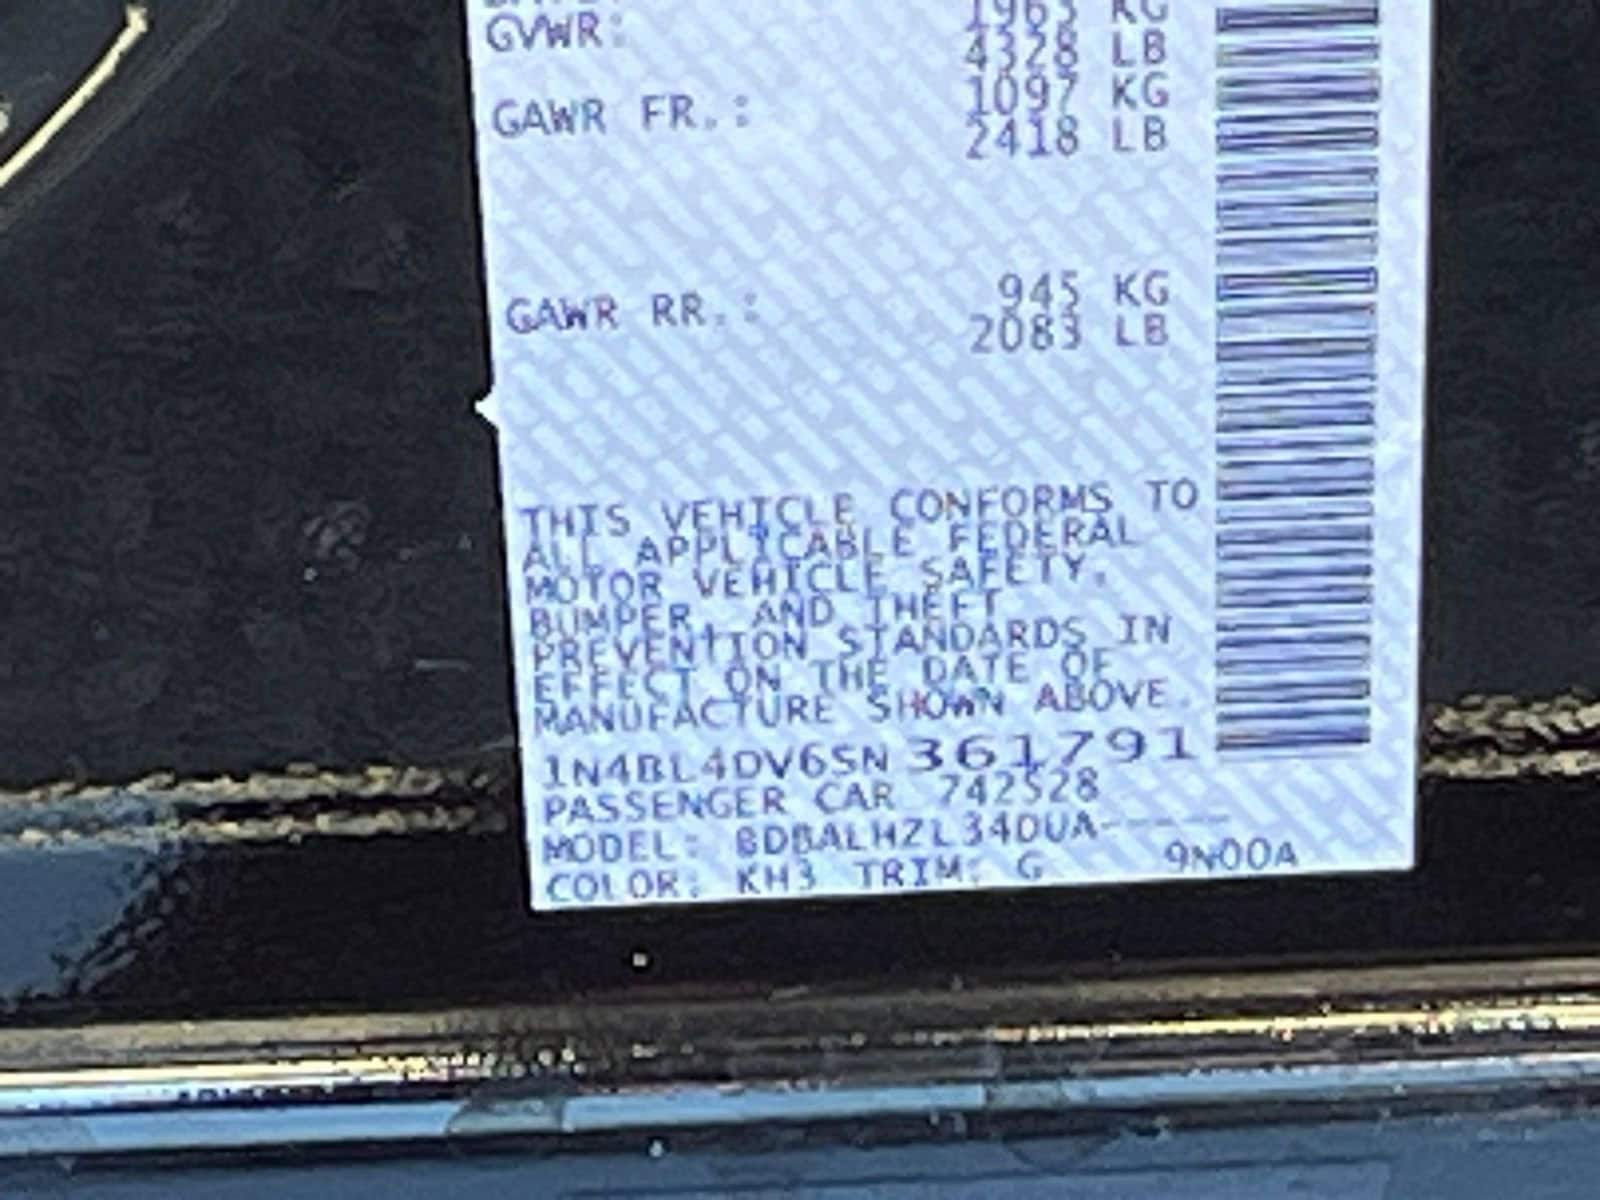 GVWR: 1963 KG
4328 LB
GAWR FR.: 1097 KG
2418 LB
GAWR RR.: 945 KG
2083 LB
THIS VEHICLE CONFORMS TO
ALL APPLICABLE FEDERAL
MOTOR VEHICLE SAFETY,
BUMPER, AND THEFT
PREVENTION STANDARDS IN
EFFECT ON THE DATE OF
MANUFACTURE SHOWN ABOVE.
1N4BL4DV6SN361791
PASSENGER CAR 742528
MODEL: BDBALHZL34DUA-----
COLOR: KH3 TRIM: G 9N00A